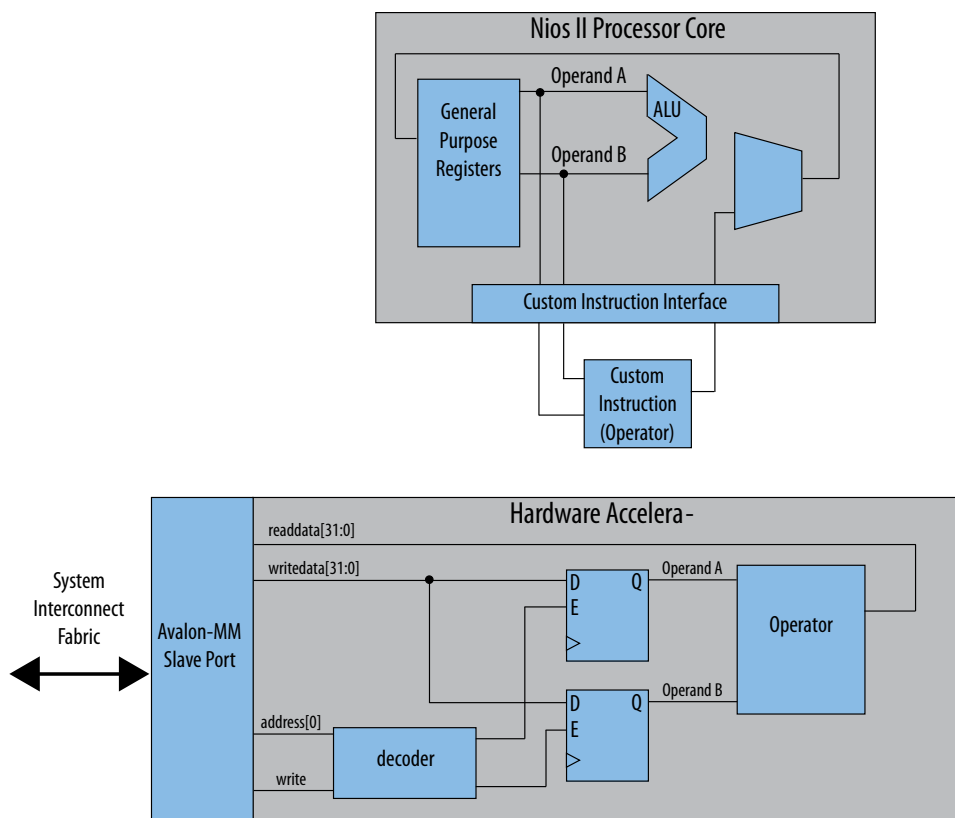 Nios II Processor Core
Operand A
General
Purpose
Registers
ALU
Operand B
Custom Instruction Interface
Custom
Instruction
(Operator)
Hardware Accelera-
readdata[31:0]
writedata[31:0]
System
Interconnect
Fabric
Avalon-MM
Slave Port
D
Q
E
Operand A
Operator
D
Q
E
Operand B
address[0]
decoder
write